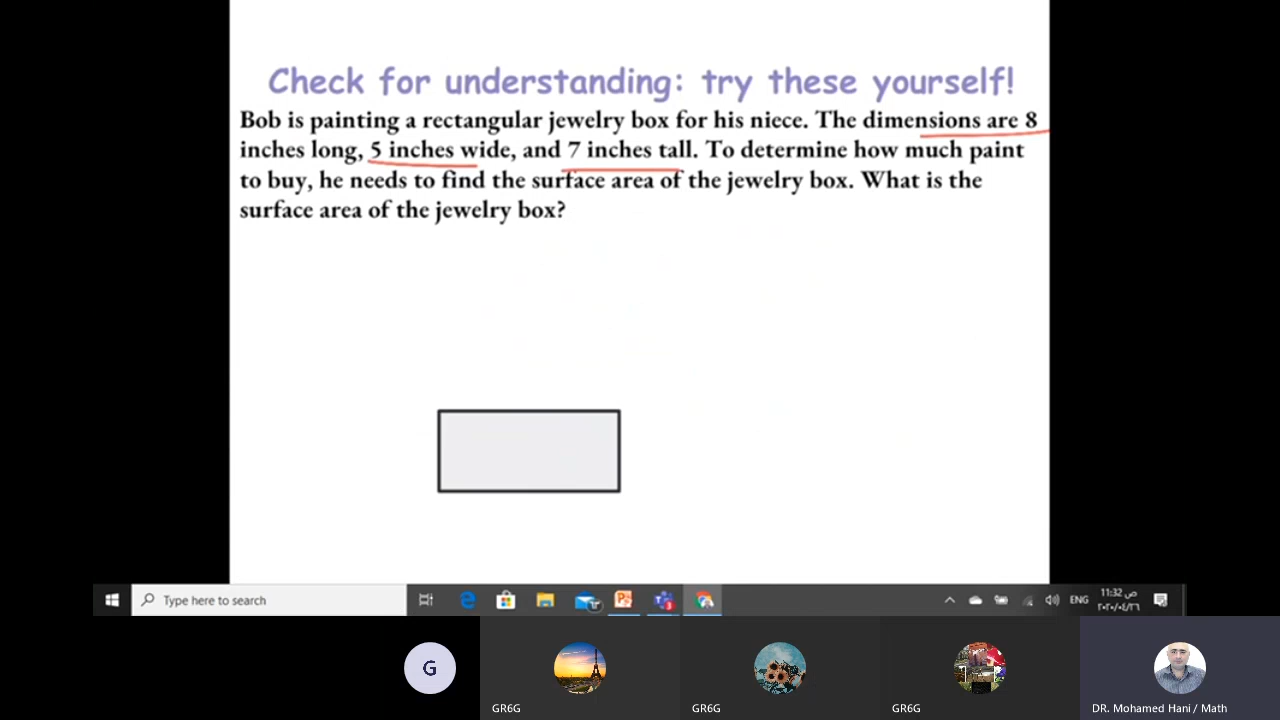 Check for understanding: try these yourself!
Bob is painting a rectangular jewelry box for his niece. The dimensions are 8
inches long, 5 inches wide, and 7 inches tall. To determine how much paint
to buy, he needs to find the surface area of the jewelry box. What is the
surface area of the jewelry box?
Type here to search
ENG
11:32 ص
٢٠٢٠/٠٤/٢٦
G
GR6G
GR6G
GR6G
DR. Mohamed Hani / Math